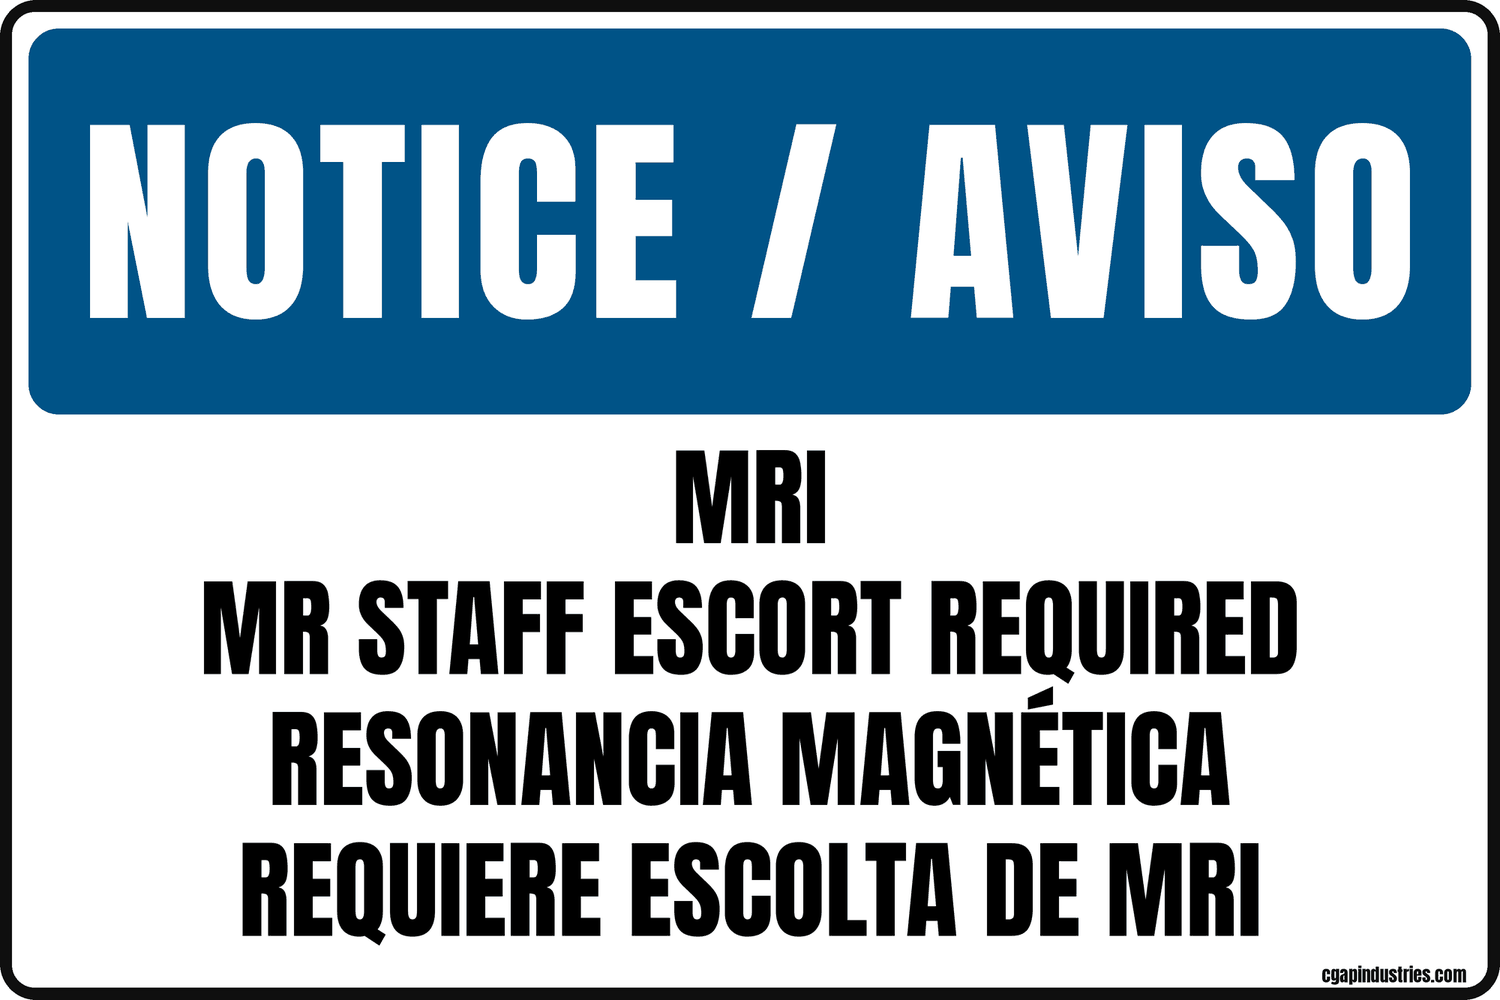 NOTICE / AVISO
MRI
MR STAFF ESCORT REQUIRED
RESONANCIA MAGNÉTICA
REQUIERE ESCOLTA DE MRI
cgapindustries.com